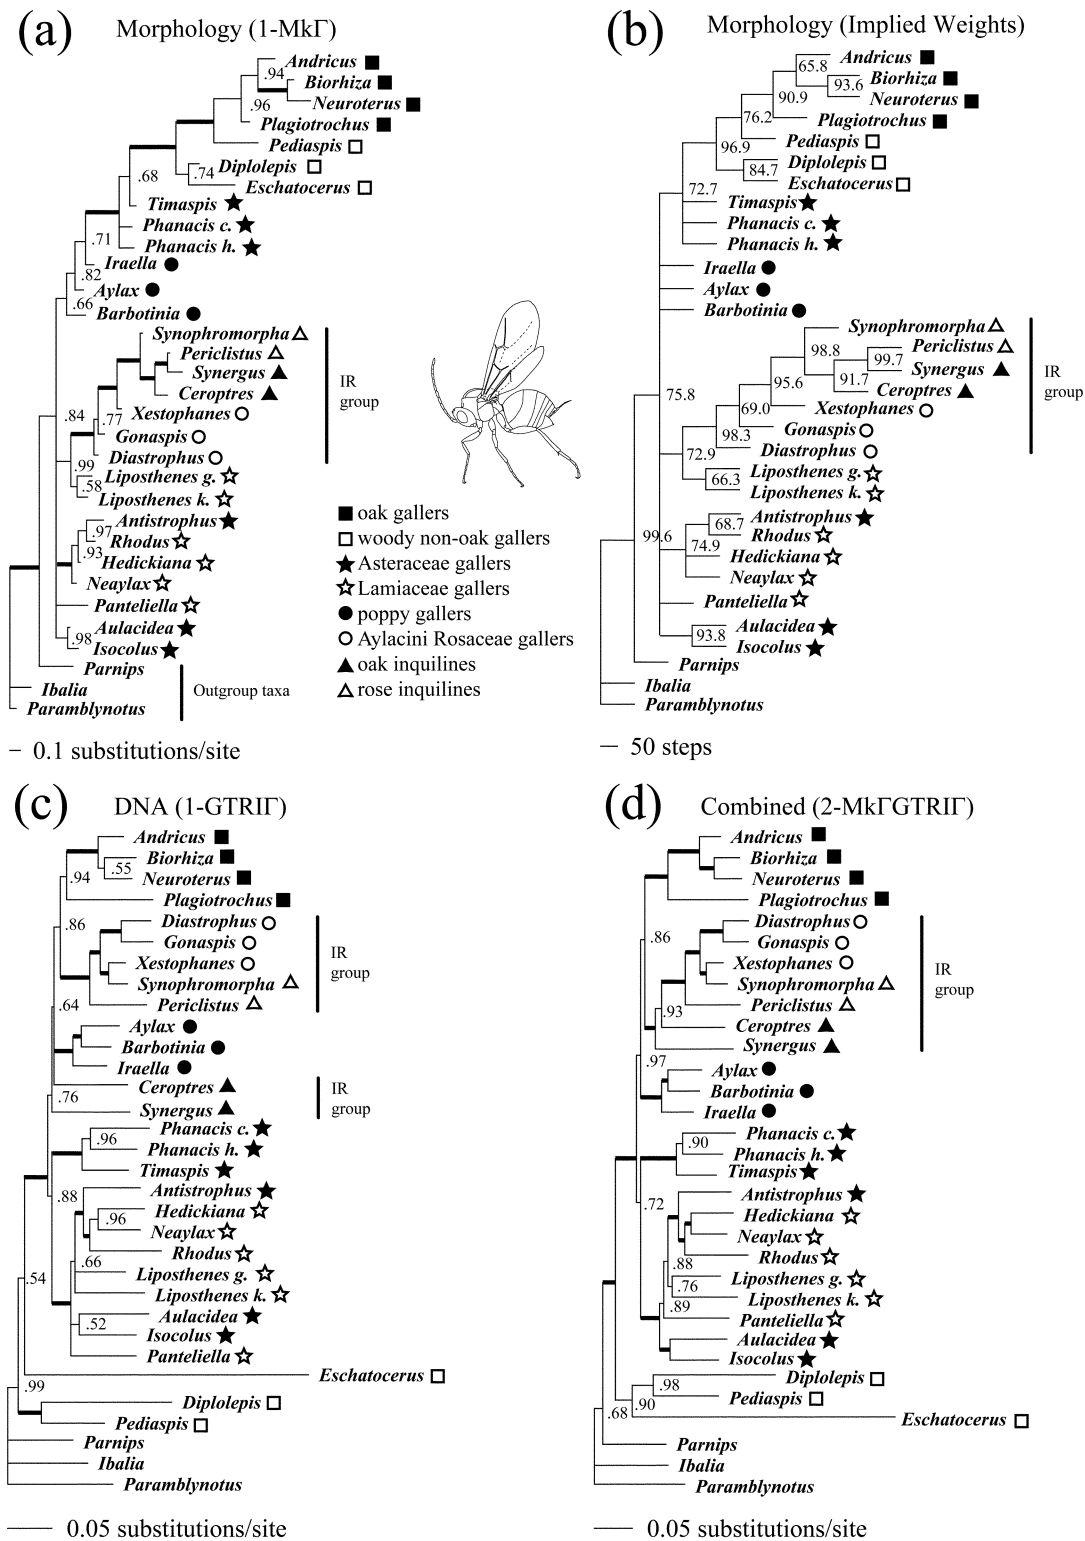 (a) Morphology (1-MkΓ)
Andricus
.94
Biorhiza
.96
Neuroterus
Plagiotrochus
Pediaspis
.68
.74
Diplolepis
Eschatocerus
Timaspis
Phanacis c.
.71
Phanacis h.
Iraella
.82
Aylax
.66
Barbotinia
Synophromorpha
Periclistus
Synergus
IR
group
Ceroptres
.84
.77
Xestophanes
Gonaspis
Diastrophus
.99
Liposthenes g.
.58
Liposthenes k.
Antistrophus
.97
Rhodus
.93
Hedickiana
Neaylax
Panteliella
Aulacidea
.98
Isocolus
Parnips
Ibalia
Outgroup taxa
Paramblynotus
0.1 substitutions/site
oak gallers
woody non-oak gallers
Asteraceae gallers
Lamiaceae gallers
poppy gallers
Aylacini Rosaceae gallers
oak inquilines
rose inquilines
(b) Morphology (Implied Weights)
Andricus
65.8
Biorhiza
93.6
90.9
Neuroterus
76.2
Plagiotrochus
Pediaspis
96.9
Diplolepis
84.7
Eschatocerus
72.7
Timaspis
Phanacis c.
Phanacis h.
Iraella
Aylax
Barbotinia
Synophromorpha
98.8
Periclistus
99.7
Synergus
IR
group
95.6
91.7
Ceroptres
75.8
69.0
Xestophanes
Gonaspis
98.3
Diastrophus
72.9
Liposthenes g.
66.3
Liposthenes k.
Antistrophus
68.7
99.6
Rhodus
74.9
Hedickiana
Neaylax
Panteliella
Aulacidea
93.8
Isocolus
Parnips
Ibalia
Paramblynotus
50 steps
(c) DNA (1-GTRIΓ)
Andricus
Biorhiza
.55
.94
Neuroterus
Plagiotrochus
.86
Diastrophus
Gonaspis
IR
group
Xestophanes
Synophromorpha
.64
Periclistus
Aylax
Barbotinia
Iraella
Ceroptres
IR
group
.76
Synergus
Phanacis c.
.96
Phanacis h.
Timaspis
.88
Antistrophus
Hedickiana
.96
Neaylax
Rhodus
.66
Liposthenes g.
.54
Liposthenes k.
Aulacidea
.52
Isocolus
Panteliella
Eschatocerus
.99
Diplolepis
Pediaspis
Parnips
Ibalia
Paramblynotus
0.05 substitutions/site
(d) Combined (2-MkΓGTRIΓ)
Andricus
Biorhiza
Neuroterus
Plagiotrochus
Diastrophus
.86
Gonaspis
Xestophanes
IR
group
Synophromorpha
Periclistus
.93
Ceroptres
Synergus
.97
Aylax
Barbotinia
Iraella
Phanacis c.
.90
Phanacis h.
Timaspis
Antistrophus
.72
Hedickiana
Neaylax
Rhodus
.88
Liposthenes g.
.76
Liposthenes k.
.89
Panteliella
Aulacidea
Isocolus
Diplolepis
.98
Pediaspis
.90
.68
Eschatocerus
Parnips
Ibalia
Paramblynotus
0.05 substitutions/site